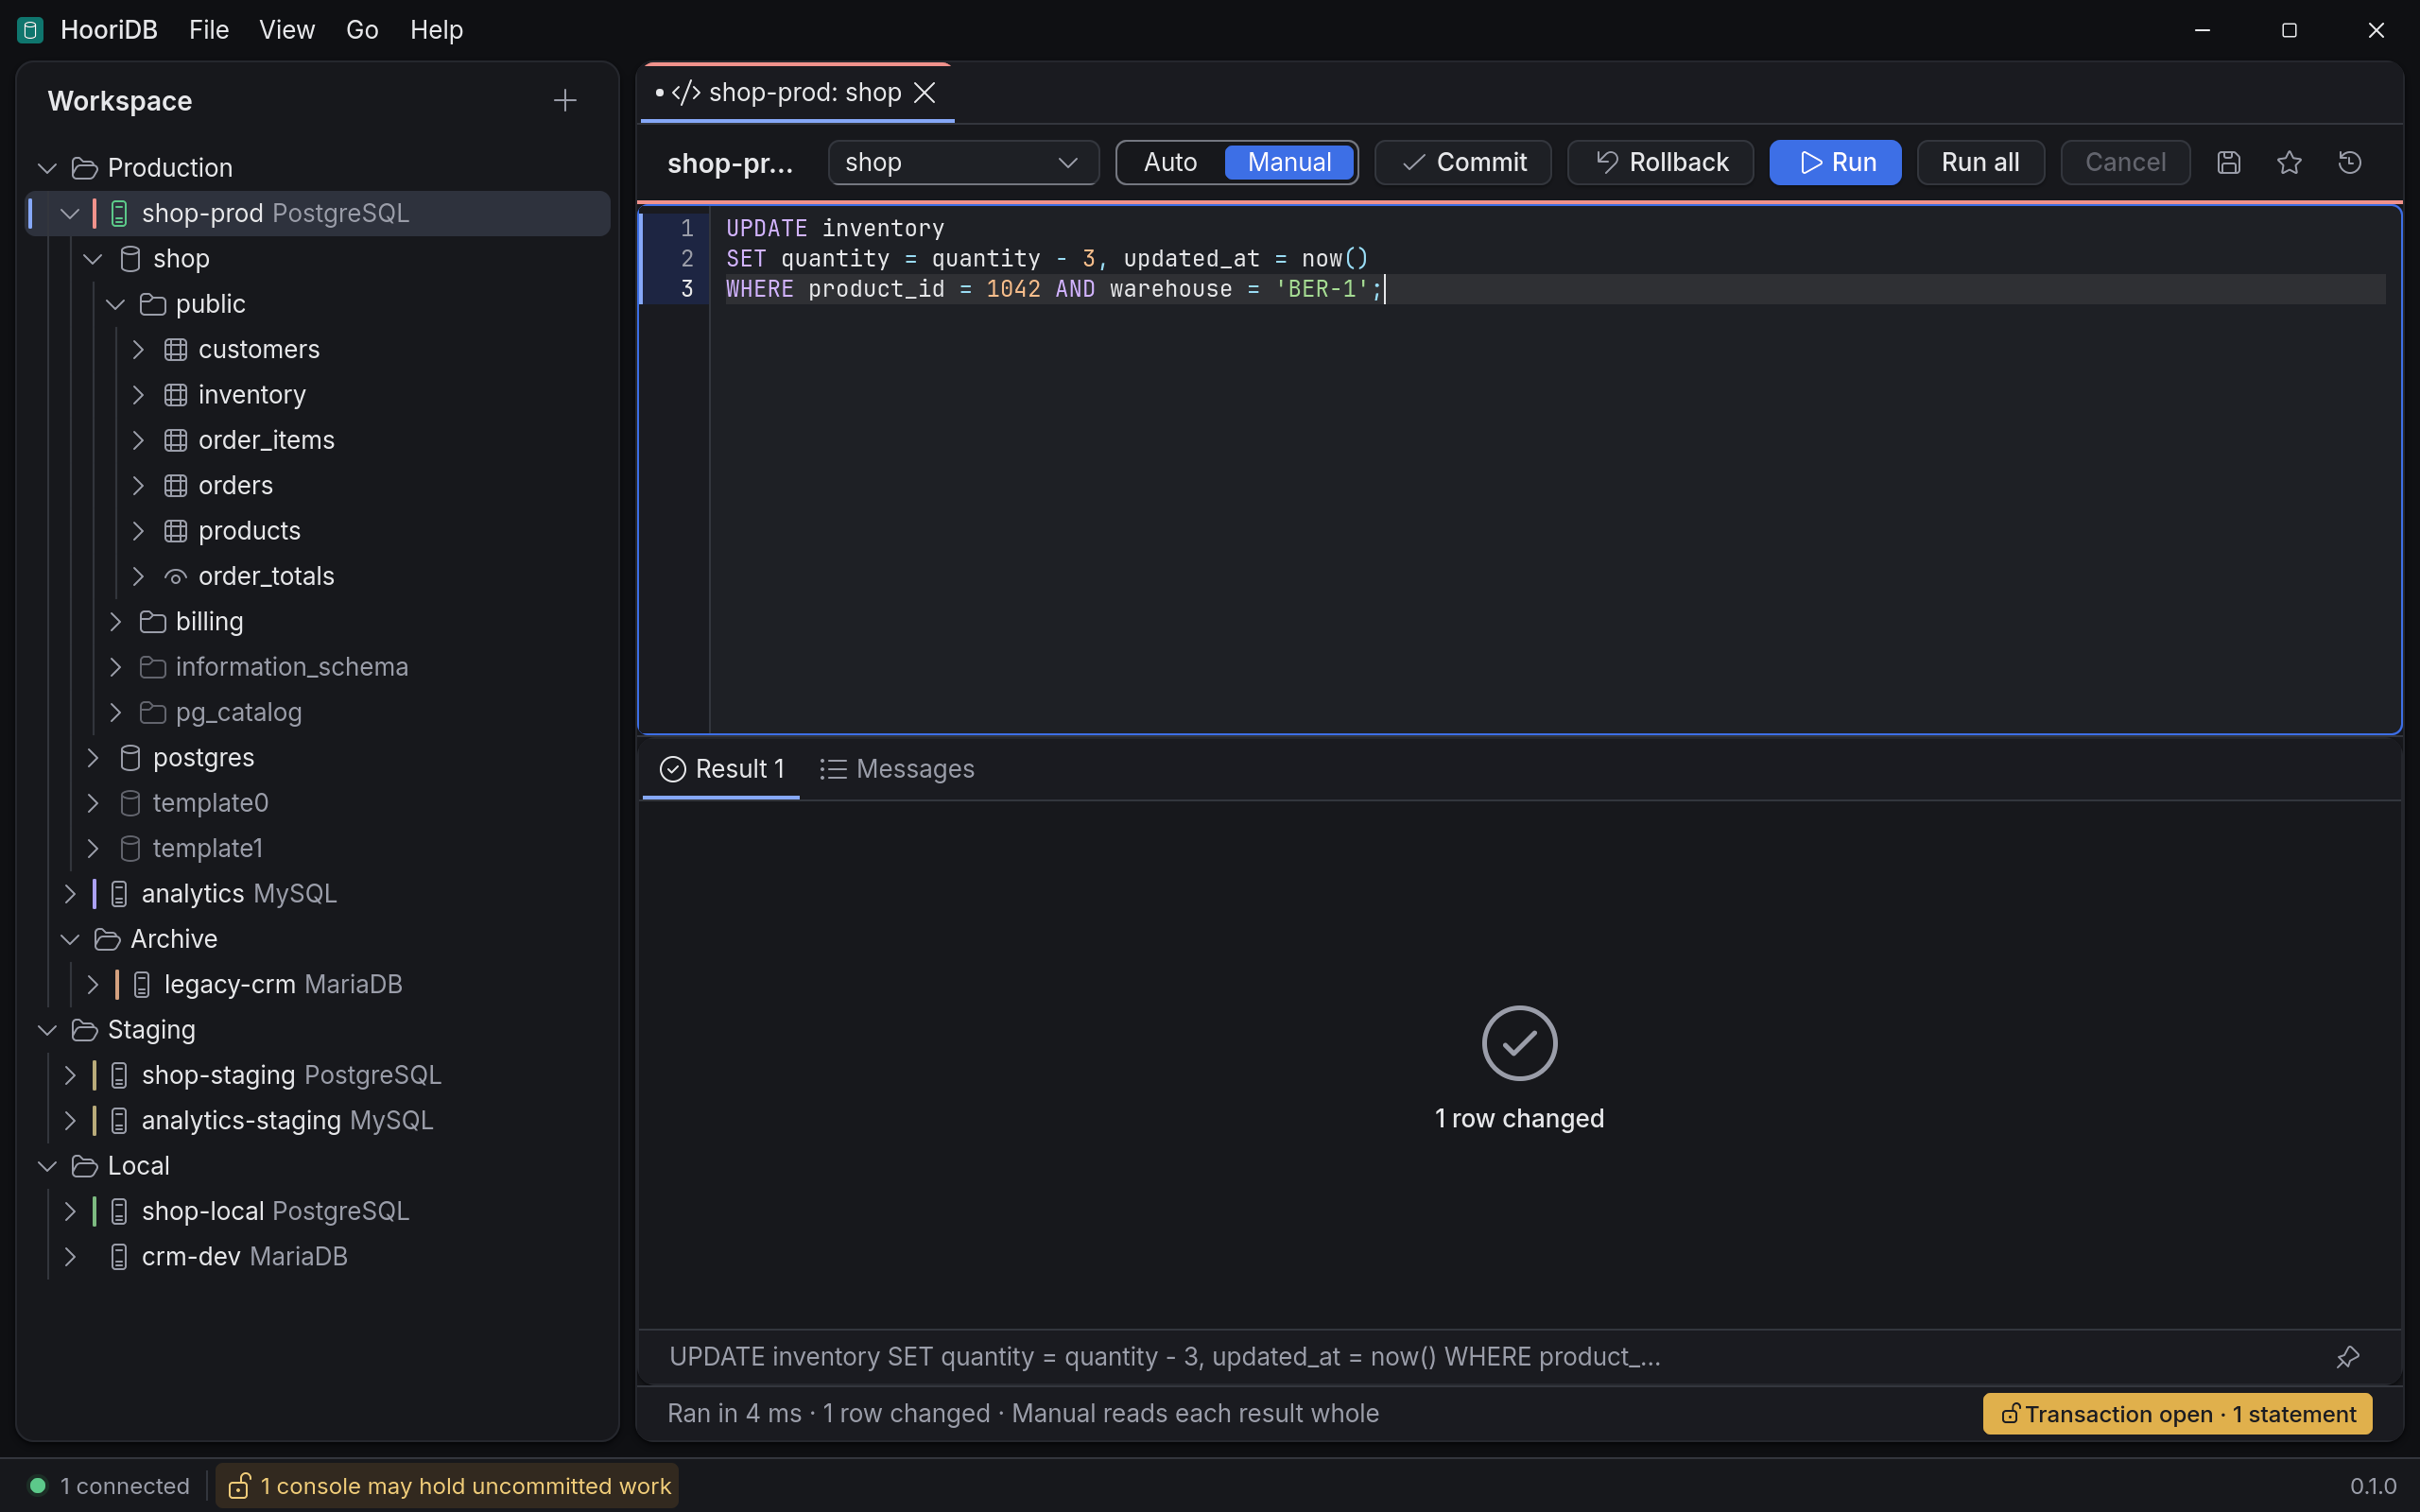 HooriDB File View Go Help
Workspace
Production
shop-prod PostgreSQL
shop
public
customers
inventory
order_items
orders
products
order_totals
billing
information_schema
pg_catalog
postgres
template0
template1
analytics MySQL
Archive
legacy-crm MariaDB
Staging
shop-staging PostgreSQL
analytics-staging MySQL
Local
shop-local PostgreSQL
crm-dev MariaDB
shop-prod: shop
shop-pr... shop Auto Manual Commit Rollback Run Run all Cancel
1 UPDATE inventory
2 SET quantity = quantity - 3, updated_at = now()
3 WHERE product_id = 1042 AND warehouse = 'BER-1';
Result 1 Messages
1 row changed
UPDATE inventory SET quantity = quantity - 3, updated_at = now() WHERE product_...
Ran in 4 ms · 1 row changed · Manual reads each result whole Transaction open · 1 statement
1 connected 1 console may hold uncommitted work 0.1.0